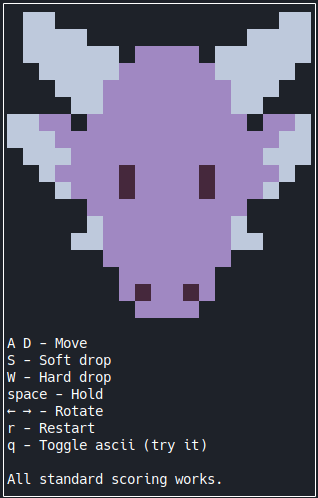 A D - Move
S - Soft drop
W - Hard drop
space - Hold
← → - Rotate
r - Restart
q - Toggle ascii (try it)
All standard scoring works.